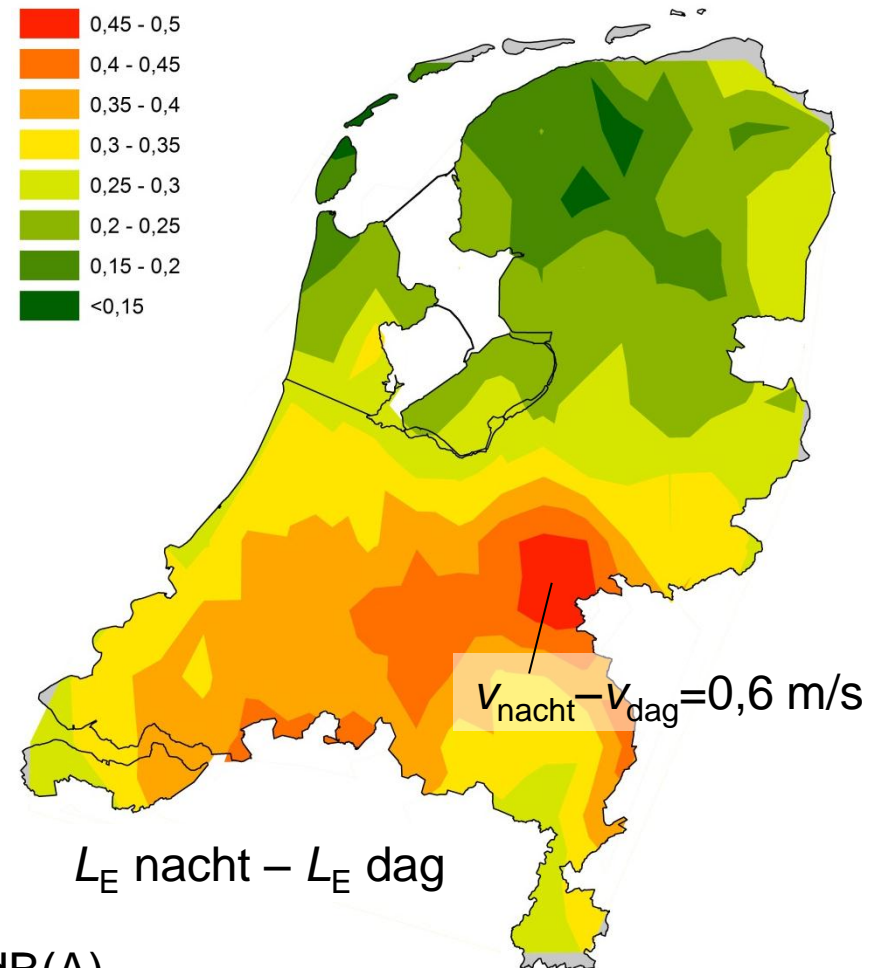 0,45 - 0,5
0,4 - 0,45
0,35 - 0,4
0,3 - 0,35
0,25 - 0,3
0,2 - 0,25
0,15 - 0,2
<0,15
vnacht–vdag=0,6 m/s
LE nacht – LE dag
dB(A)